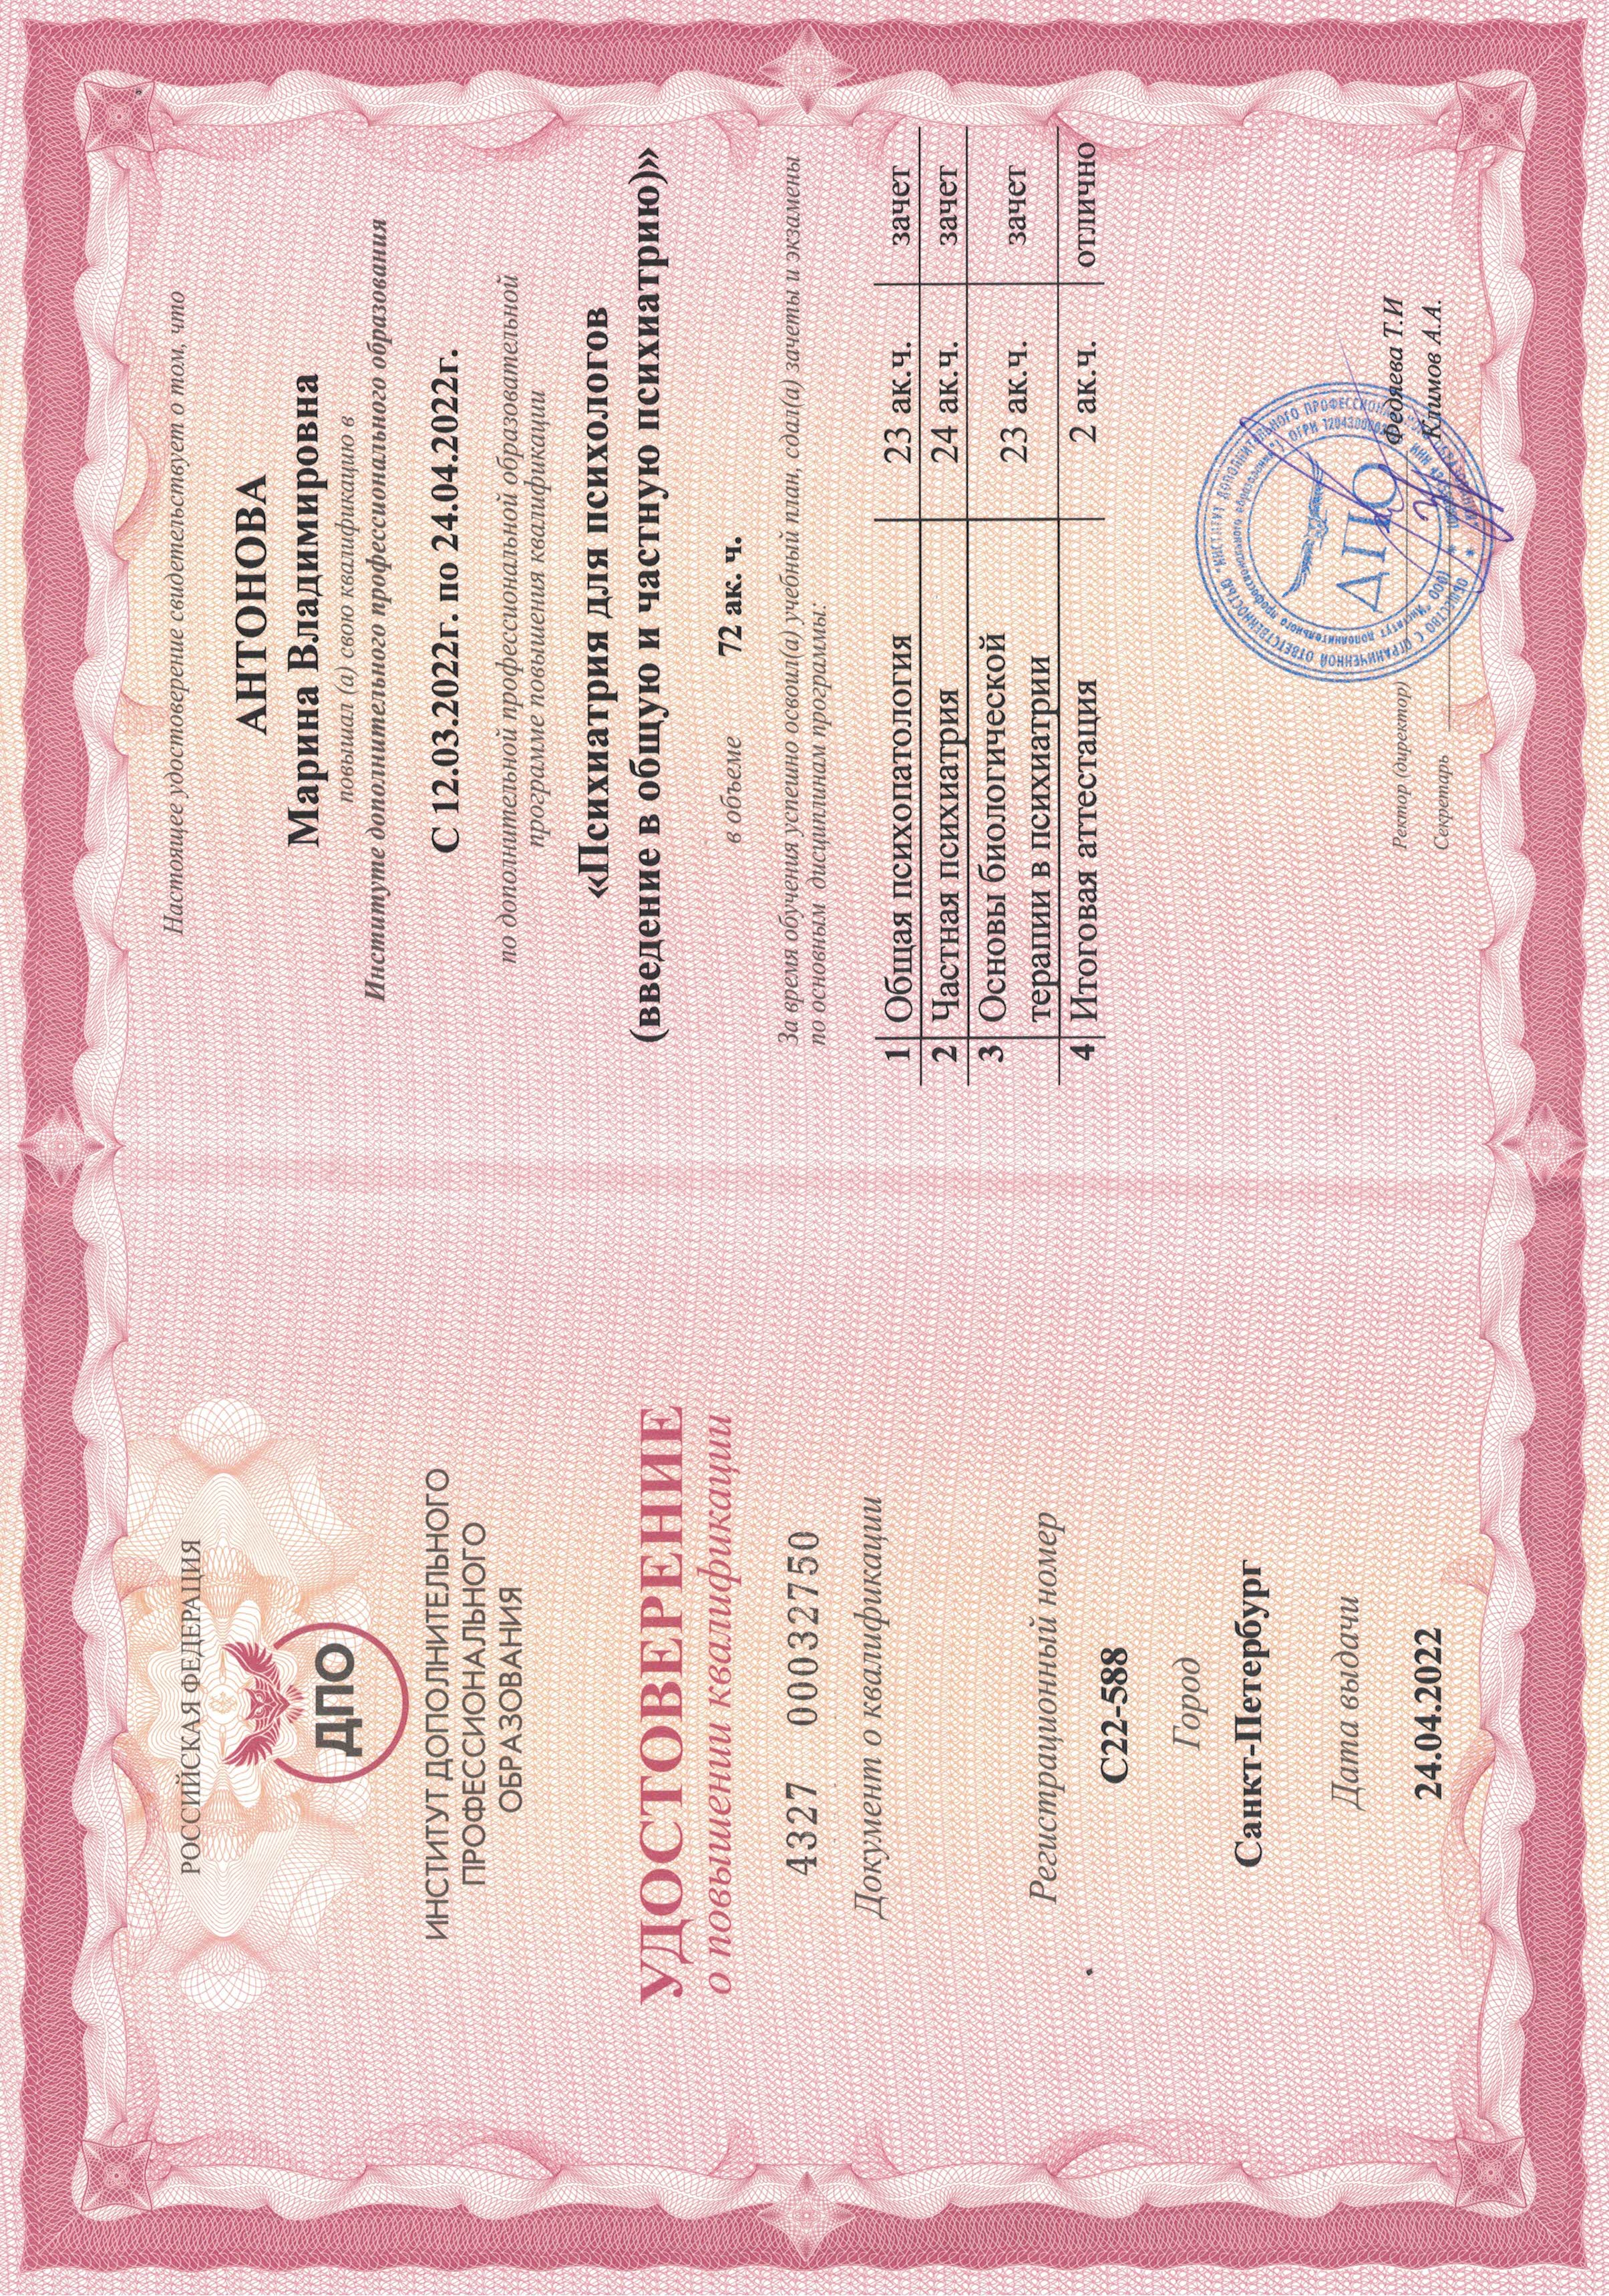 РОССИЙСКАЯ ФЕДЕРАЦИЯ
ДПО
ИНСТИТУТ ДОПОЛНИТЕЛЬНОГО
ПРОФЕССИОНАЛЬНОГО
ОБРАЗОВАНИЯ
УДОСТОВЕРЕНИЕ
о повышении квалификации
4327 00032750
Документ о квалификации
Регистрационный номер
С22-588
Город
Санкт-Петербург
Дата выдачи
24.04.2022
Настоящее удостоверение свидетельствует о том, что
АНТОНОВА
Марина Владимировна
повышал (а) свою квалификацию в
Институте дополнительного профессионального образования
С 12.03.2022г. по 24.04.2022г.
по дополнительной профессиональной образовательной
программе повышения квалификации
«Психиатрия для психологов
(введение в общую и частную психиатрию)»
в объеме 72 ак. ч.
За время обучения успешно освоил(а) учебный план, сдал(а) зачеты и экзамены
по основным дисциплинам программы:
1 Общая психопатология 23 ак.ч. зачет
2 Частная психиатрия 24 ак.ч. зачет
3 Основы биологической
терапии в психиатрии 23 ак.ч. зачет
4 Итоговая аттестация 2 ак.ч. отлично
Ректор (директор) Федяева Т.И
Секретарь Климов А.А.
ОБЩЕСТВО С ОГРАНИЧЕННОЙ ОТВЕТСТВЕННОСТЬЮ ИНСТИТУТ ДОПОЛНИТЕЛЬНОГО
ООО "Институт дополнительного профессионального образования" ОГРН
ДПО